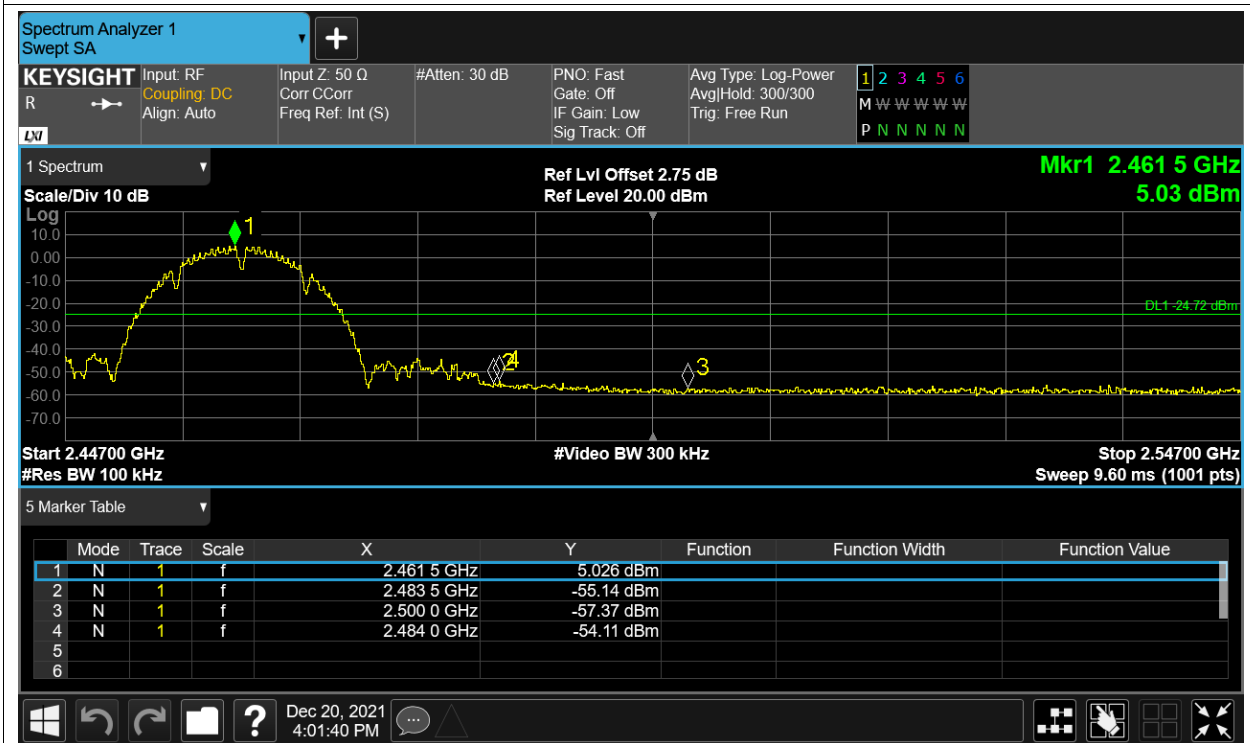 Spectrum Analyzer 1
Swept SA
KEYSIGHT Input: RF Input Z: 50 Ω #Atten: 30 dB PNO: Fast Avg Type: Log-Power 1 2 3 4 5 6
R Coupling: DC Corr CCorr Gate: Off Avg|Hold: 300/300 M W W W W W
Align: Auto Freq Ref: Int (S) IF Gain: Low Trig: Free Run
LXI Sig Track: Off P N N N N N
1 Spectrum Ref Lvl Offset 2.75 dB Mkr1 2.461 5 GHz
Scale/Div 10 dB Ref Level 20.00 dBm 5.03 dBm
Log
1
10.0
0.00
-10.0
-20.0
DL1 -24.72 dBm
-30.0
-40.0
2 4 3
-50.0
-60.0
-70.0
Start 2.44700 GHz #Video BW 300 kHz Stop 2.54700 GHz
#Res BW 100 kHz Sweep 9.60 ms (1001 pts)
5 Marker Table
Mode Trace Scale X Y Function Function Width Function Value
1 N 1 f 2.461 5 GHz 5.026 dBm
2 N 1 f 2.483 5 GHz -55.14 dBm
3 N 1 f 2.500 0 GHz -57.37 dBm
4 N 1 f 2.484 0 GHz -54.11 dBm
5
6
? Dec 20, 2021
4:01:40 PM